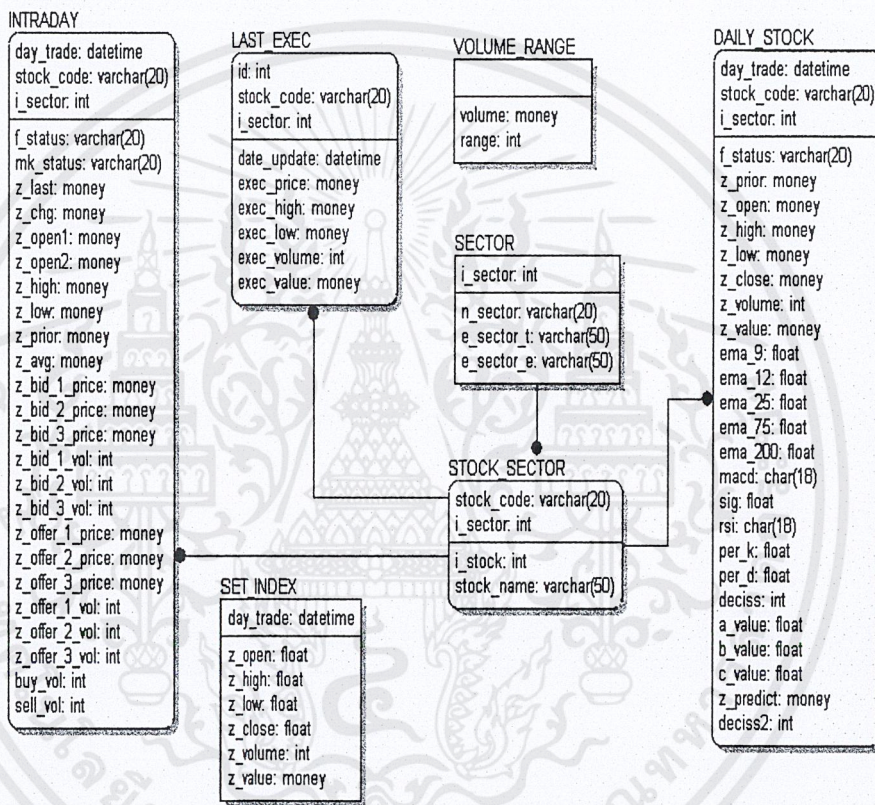 INTRADAY
day_trade: datetime
stock_code: varchar(20)
i_sector: int
f_status: varchar(20)
mk_status: varchar(20)
z_last: money
z_chg: money
z_open1: money
z_open2: money
z_high: money
z_low: money
z_prior: money
z_avg: money
z_bid_1_price: money
z_bid_2_price: money
z_bid_3_price: money
z_bid_1_vol: int
z_bid_2_vol: int
z_bid_3_vol: int
z_offer_1_price: money
z_offer_2_price: money
z_offer_3_price: money
z_offer_1_vol: int
z_offer_2_vol: int
z_offer_3_vol: int
buy_vol: int
sell_vol: int
LAST_EXEC
id: int
stock_code: varchar(20)
i_sector: int
date_update: datetime
exec_price: money
exec_high: money
exec_low: money
exec_volume: int
exec_value: money
VOLUME_RANGE
volume: money
range: int
SECTOR
i_sector: int
n_sector: varchar(20)
e_sector_t: varchar(50)
e_sector_e: varchar(50)
STOCK_SECTOR
stock_code: varchar(20)
i_sector: int
i_stock: int
stock_name: varchar(50)
SET_INDEX
day_trade: datetime
z_open: float
z_high: float
z_low: float
z_close: float
z_volume: int
z_value: money
DAILY_STOCK
day_trade: datetime
stock_code: varchar(20)
i_sector: int
f_status: varchar(20)
z_prior: money
z_open: money
z_high: money
z_low: money
z_close: money
z_volume: int
z_value: money
ema_9: float
ema_12: float
ema_25: float
ema_75: float
ema_200: float
macd: char(18)
sig: float
rsi: char(18)
per_k: float
per_d: float
deciss: int
a_value: float
b_value: float
c_value: float
z_predict: money
deciss2: int